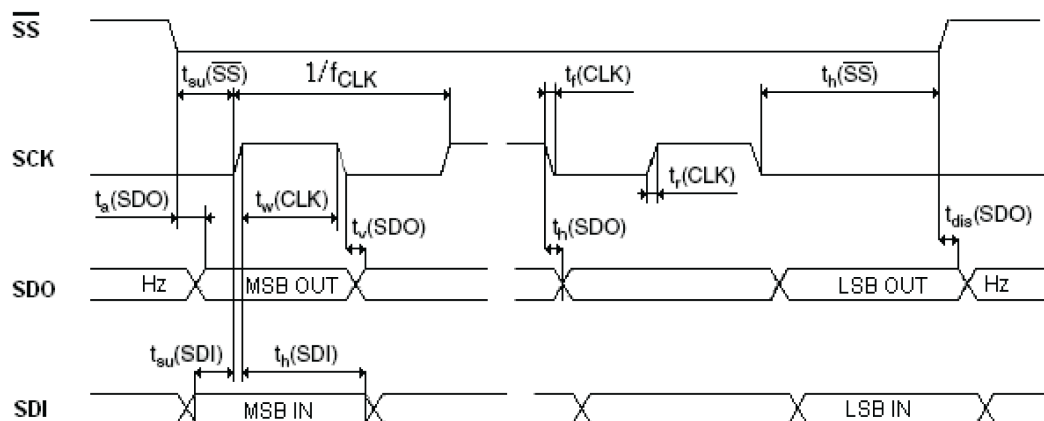 SS
tsu(SS) 1/fCLK tf(CLK) th(SS)
SCK
ta(SDO) tw(CLK) tv(SDO) th(SDO) tr(CLK) tdis(SDO)
SDO Hz MSB OUT LSB OUT Hz
tsu(SDI) th(SDI)
SDI MSB IN LSB IN